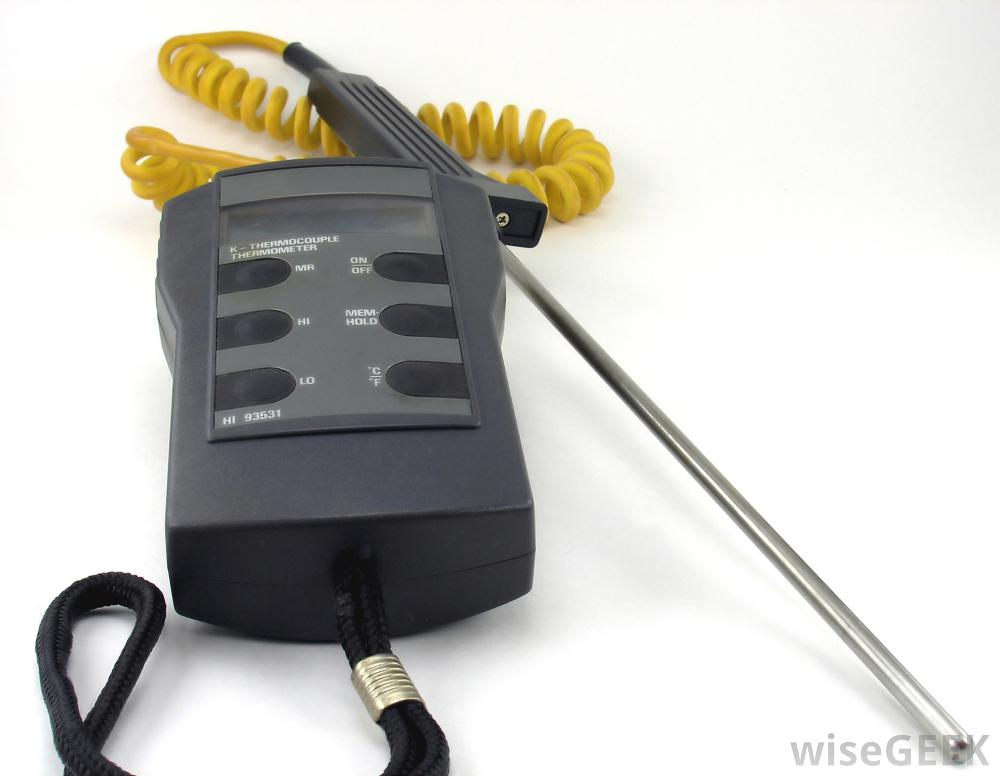 K – THERMOCOUPLE
THERMOMETER
MR
ON
OFF
HI
MEM-
HOLD
LO
°C
°F
HI 93531
wiseGEEK